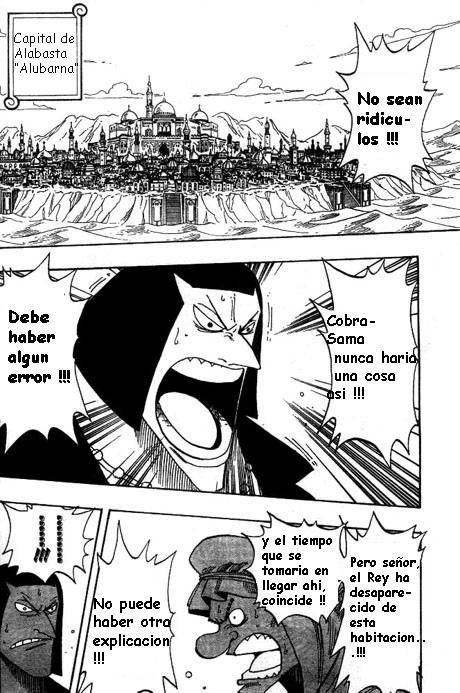 Capital de
Alabasta
"Alubarna"
No sean
ridicu-
los !!!
Cobra-
Sama
nunca haria
una cosa
asi !!!
Debe
haber
algun
error !!!
Pero señor,
el Rey ha
desapare-
cido de
esta
habitacion..
.!!!
y el tiempo
que se
tomaria en
llegar ahi,
coincide !!
No puede
haber otra
explicacion
!!!